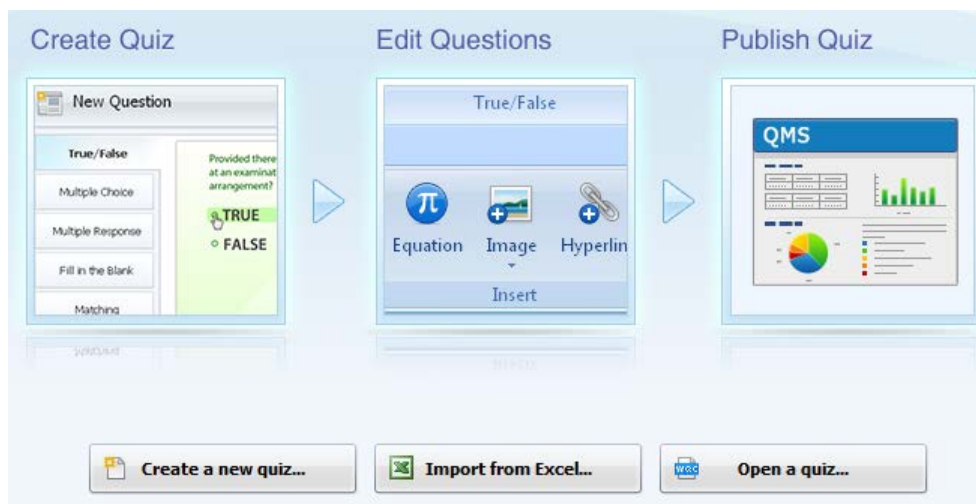 Create Quiz
Edit Questions
Publish Quiz
New Question
True/False
Multiple Choice
Multiple Response
Fill in the Blank
Matching
Provided there
at an examinat
arrangement?
TRUE
FALSE
True/False
Equation
Image
Hyperlin
Insert
QMS
Create a new quiz...
Import from Excel...
WQC
Open a quiz...